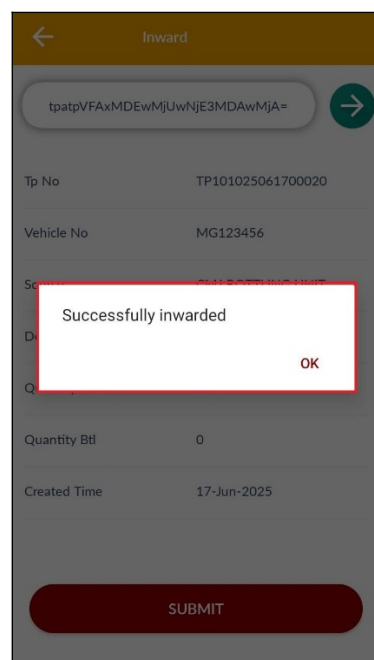 Inward
tpatpVFAxMDEwMjUwNjE3MDAwMjA=
Tp No TP101025061700020
Vehicle No MG123456
Successfully inwarded
OK
Quantity Btl 0
Created Time 17-Jun-2025
SUBMIT